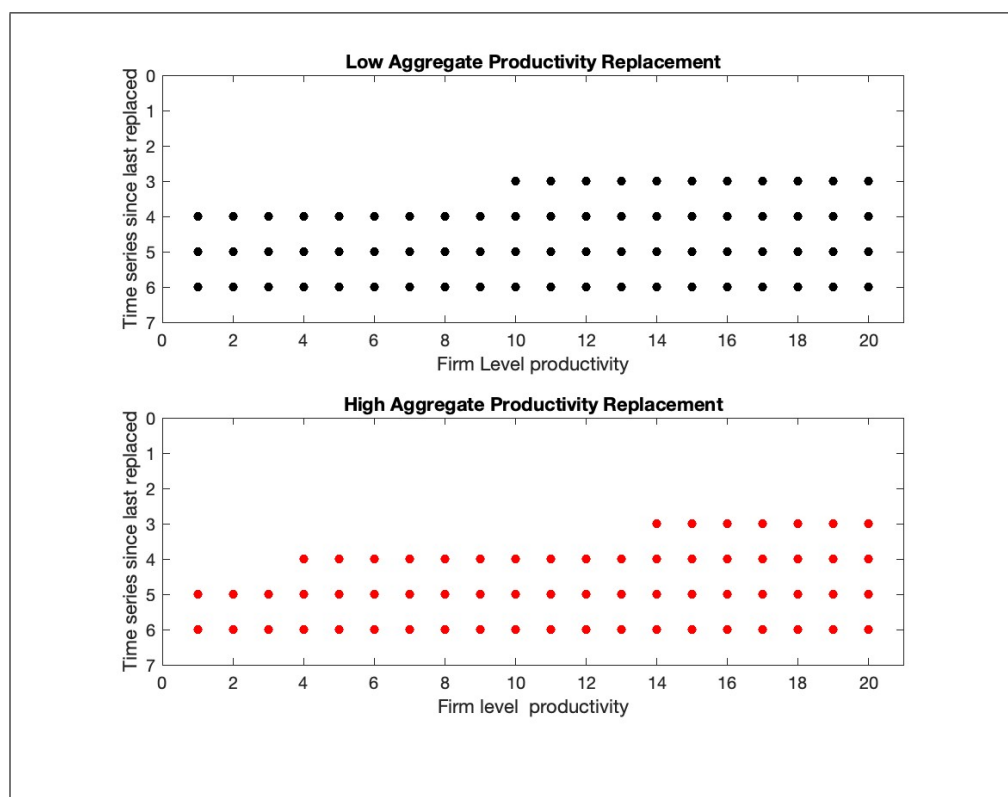 Low Aggregate Productivity Replacement
Time series since last replaced
0
1
2
3
4
5
6
7
0 2 4 6 8 10 12 14 16 18 20
Firm Level productivity
High Aggregate Productivity Replacement
Time series since last replaced
0
1
2
3
4
5
6
7
0 2 4 6 8 10 12 14 16 18 20
Firm level  productivity